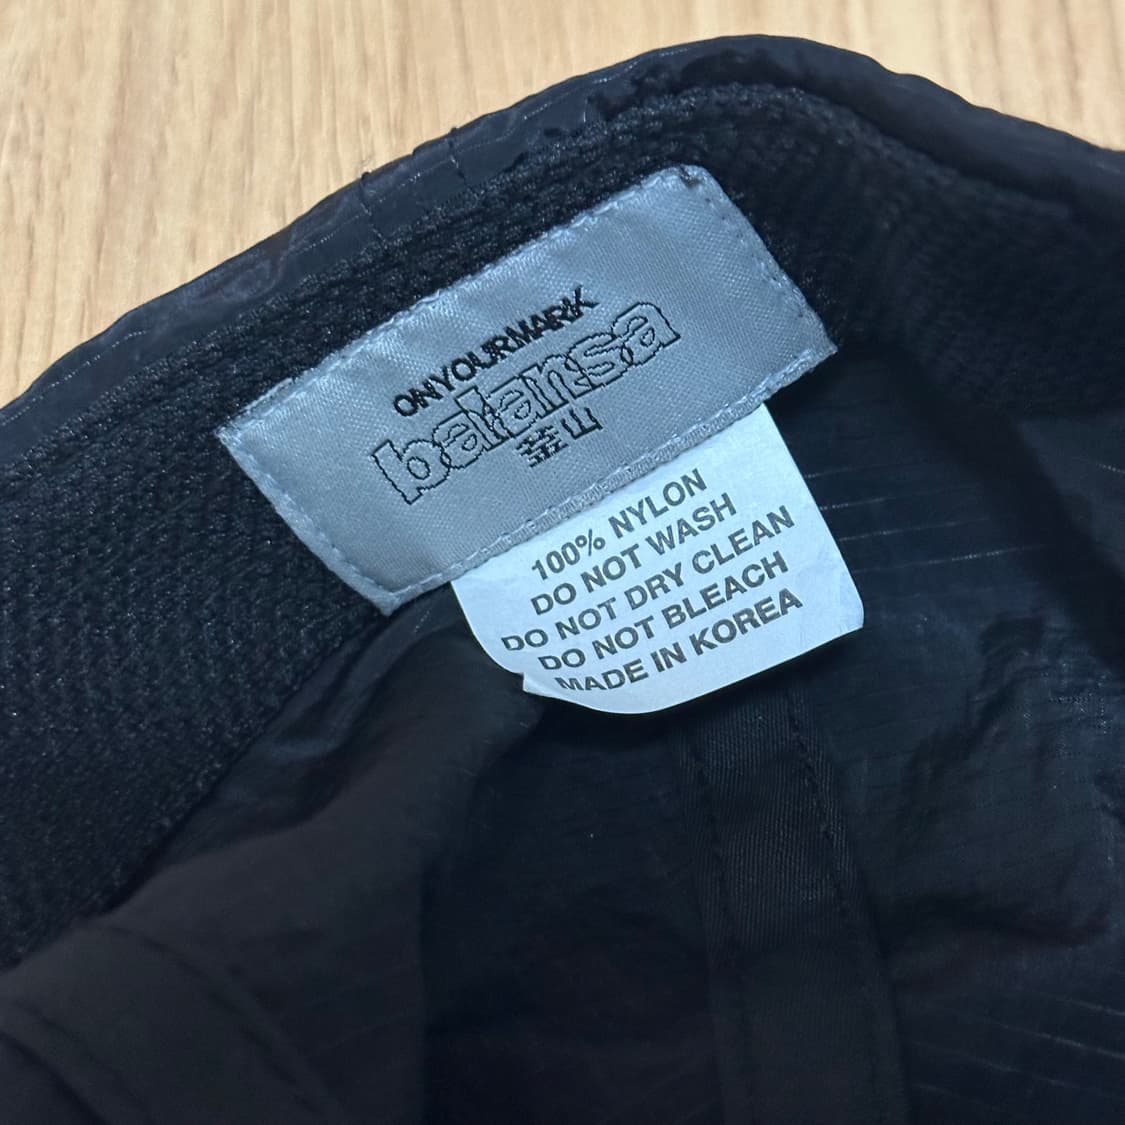 ONYOURMARK
balansa
釜山
100% NYLON
DO NOT WASH
DO NOT DRY CLEAN
DO NOT BLEACH
MADE IN KOREA